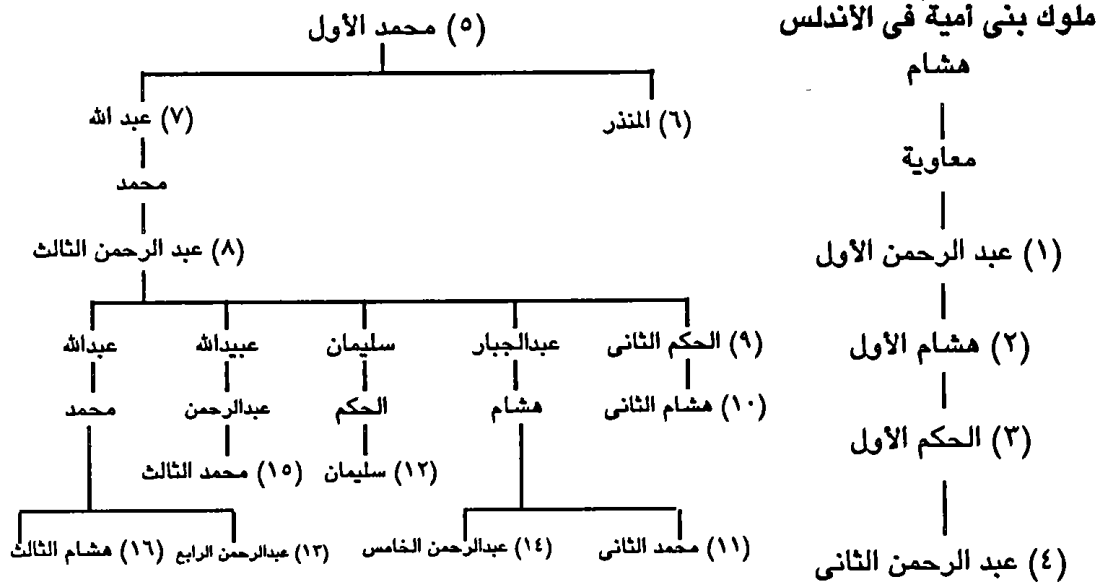 ملوك بنى أمية فى الأندلس
هشام
معاوية
(١) عبد الرحمن الأول
(٢) هشام الأول
(٣) الحكم الأول
(٤) عبد الرحمن الثانى
(٥) محمد الأول
(٦) المنذر (٧) عبد الله
محمد
(٨) عبد الرحمن الثالث
(٩) الحكم الثانى عبدالجبار سليمان عبيدالله عبدالله
(١٠) هشام الثانى هشام الحكم عبدالرحمن محمد
(١٢) سليمان (١٥) محمد الثالث
(١١) محمد الثانى (١٤) عبدالرحمن الخامس (١٣) عبدالرحمن الرابع (١٦) هشام الثالث